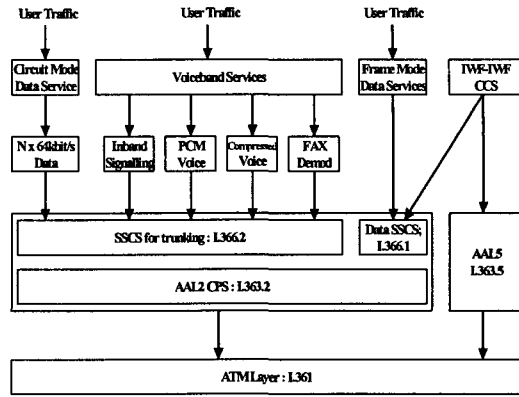 User Traffic
User Traffic
User Traffic
Circuit Mode
Data Service
Voiceband Services
Frame Mode
Data Services
IWF-IWF
CCS
N x 64kbit/s
Data
Inband
Signalling
PCM
Voice
Compressed
Voice
FAX
Demod
SSCS for trunking : I.366.2
Data SSCS;
I.366.1
AAL5
I.363.5
AAL2 CPS : I.363.2
ATM Layer : I.361